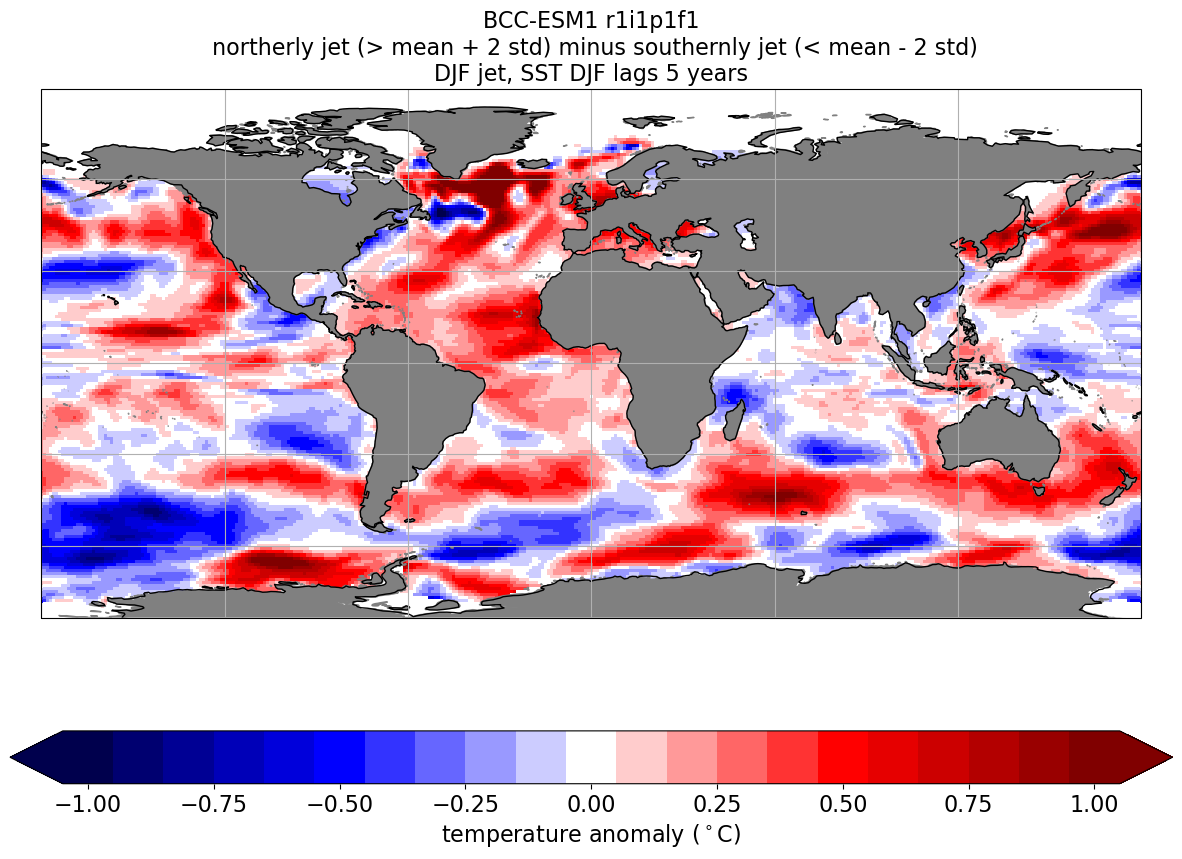 BCC-ESM1 r1i1p1f1
northerly jet (> mean + 2 std) minus southernly jet (< mean - 2 std)
DJF jet, SST DJF lags 5 years
−1.00 −0.75 −0.50 −0.25 0.00 0.25 0.50 0.75 1.00
temperature anomaly (°C)